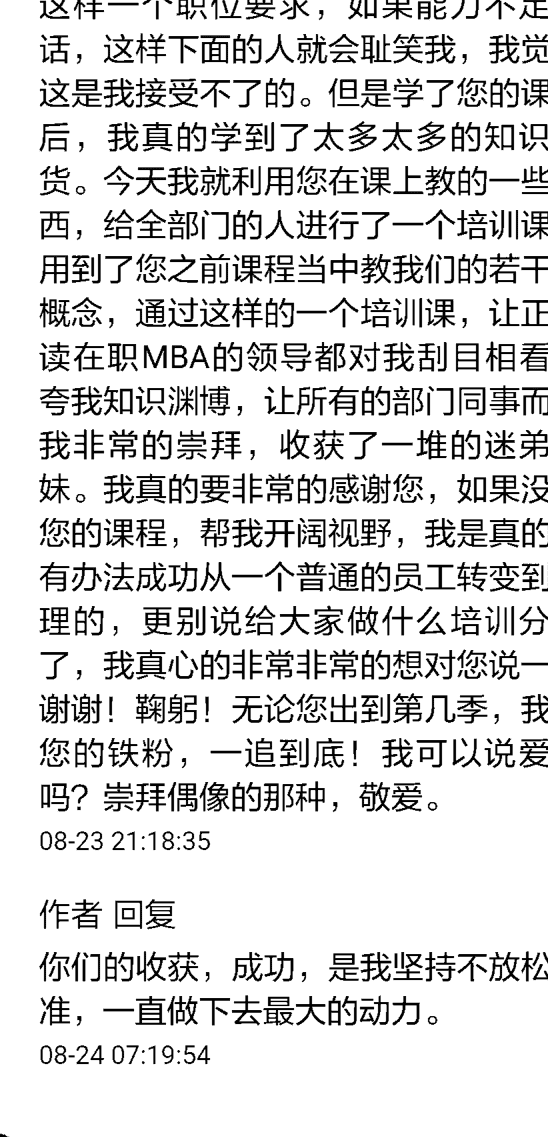 这样一个职位要求，如果能力不足
话，这样下面的人就会耻笑我，我觉
这是我接受不了的。但是学了您的课
后，我真的学到了太多太多的知识
货。今天我就利用您在课上教的一些
西，给全部门的人进行了一个培训课
用到了您之前课程当中教我们的若干
概念，通过这样的一个培训课，让正
读在职MBA的领导都对我刮目相看
夸我知识渊博，让所有的部门同事而
我非常的崇拜，收获了一堆的迷弟
妹。我真的要非常的感谢您，如果没
您的课程，帮我开阔视野，我是真的
有办法成功从一个普通的员工转变到
理的，更别说给大家做什么培训分
了，我真心的非常非常的想对您说一
谢谢！鞠躬！无论您出到第几季，我
您的铁粉，一追到底！我可以说爱
吗？崇拜偶像的那种，敬爱。
08-23 21:18:35
作者 回复
你们的收获，成功，是我坚持不放松
准，一直做下去最大的动力。
08-24 07:19:54